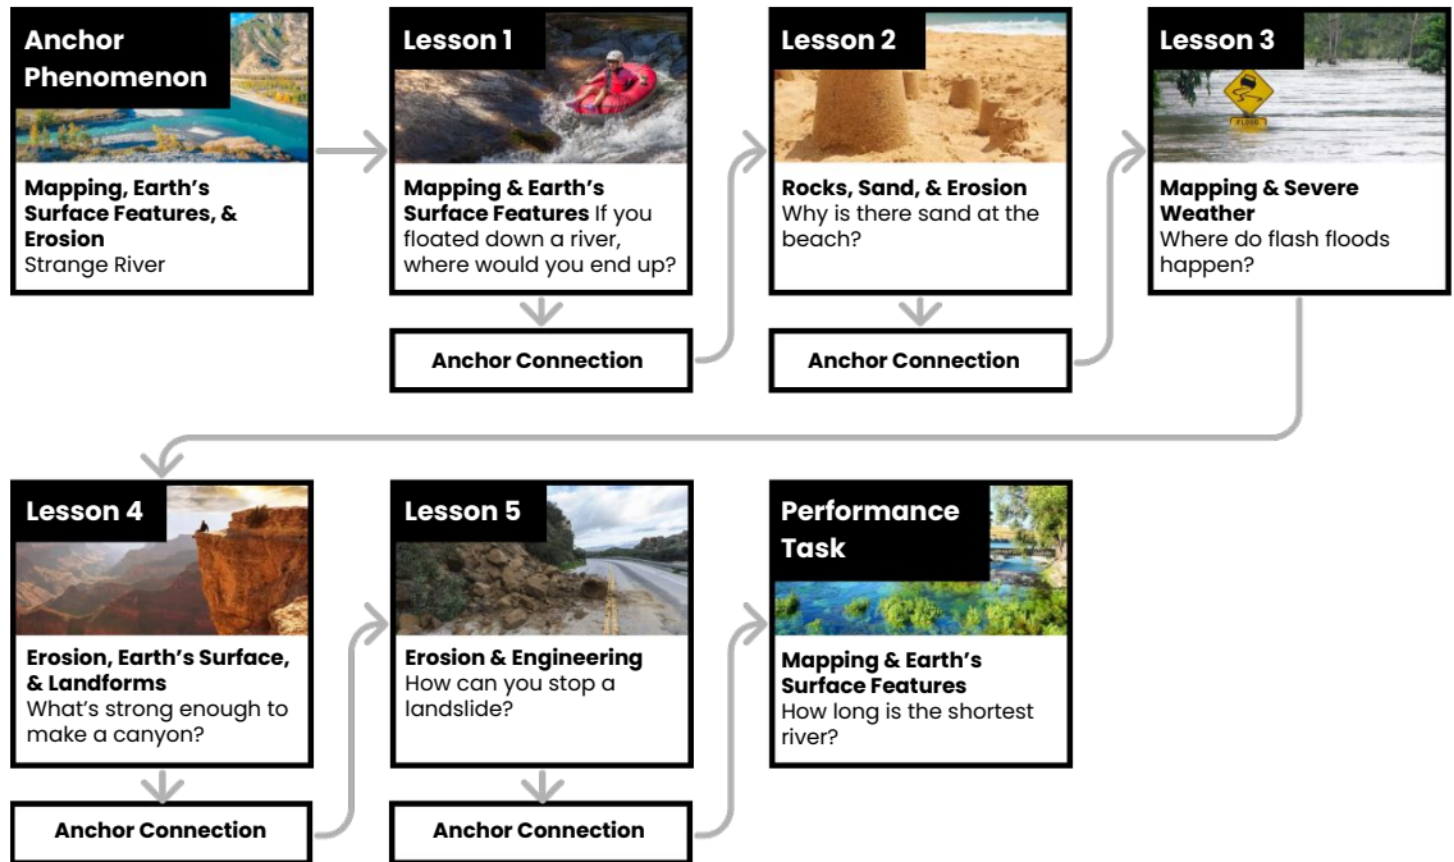 Anchor
Phenomenon
Mapping, Earth's
Surface Features, &
Erosion
Strange River
Lesson 1
Mapping & Earth's
Surface Features If you
floated down a river,
where would you end up?
Anchor Connection
Lesson 2
Rocks, Sand, & Erosion
Why is there sand at the
beach?
Anchor Connection
Lesson 3
FLOOD
Mapping & Severe
Weather
Where do flash floods
happen?
Lesson 4
Erosion, Earth's Surface,
& Landforms
What's strong enough to
make a canyon?
Anchor Connection
Lesson 5
Erosion & Engineering
How can you stop a
landslide?
Anchor Connection
Performance
Task
Mapping & Earth's
Surface Features
How long is the shortest
river?